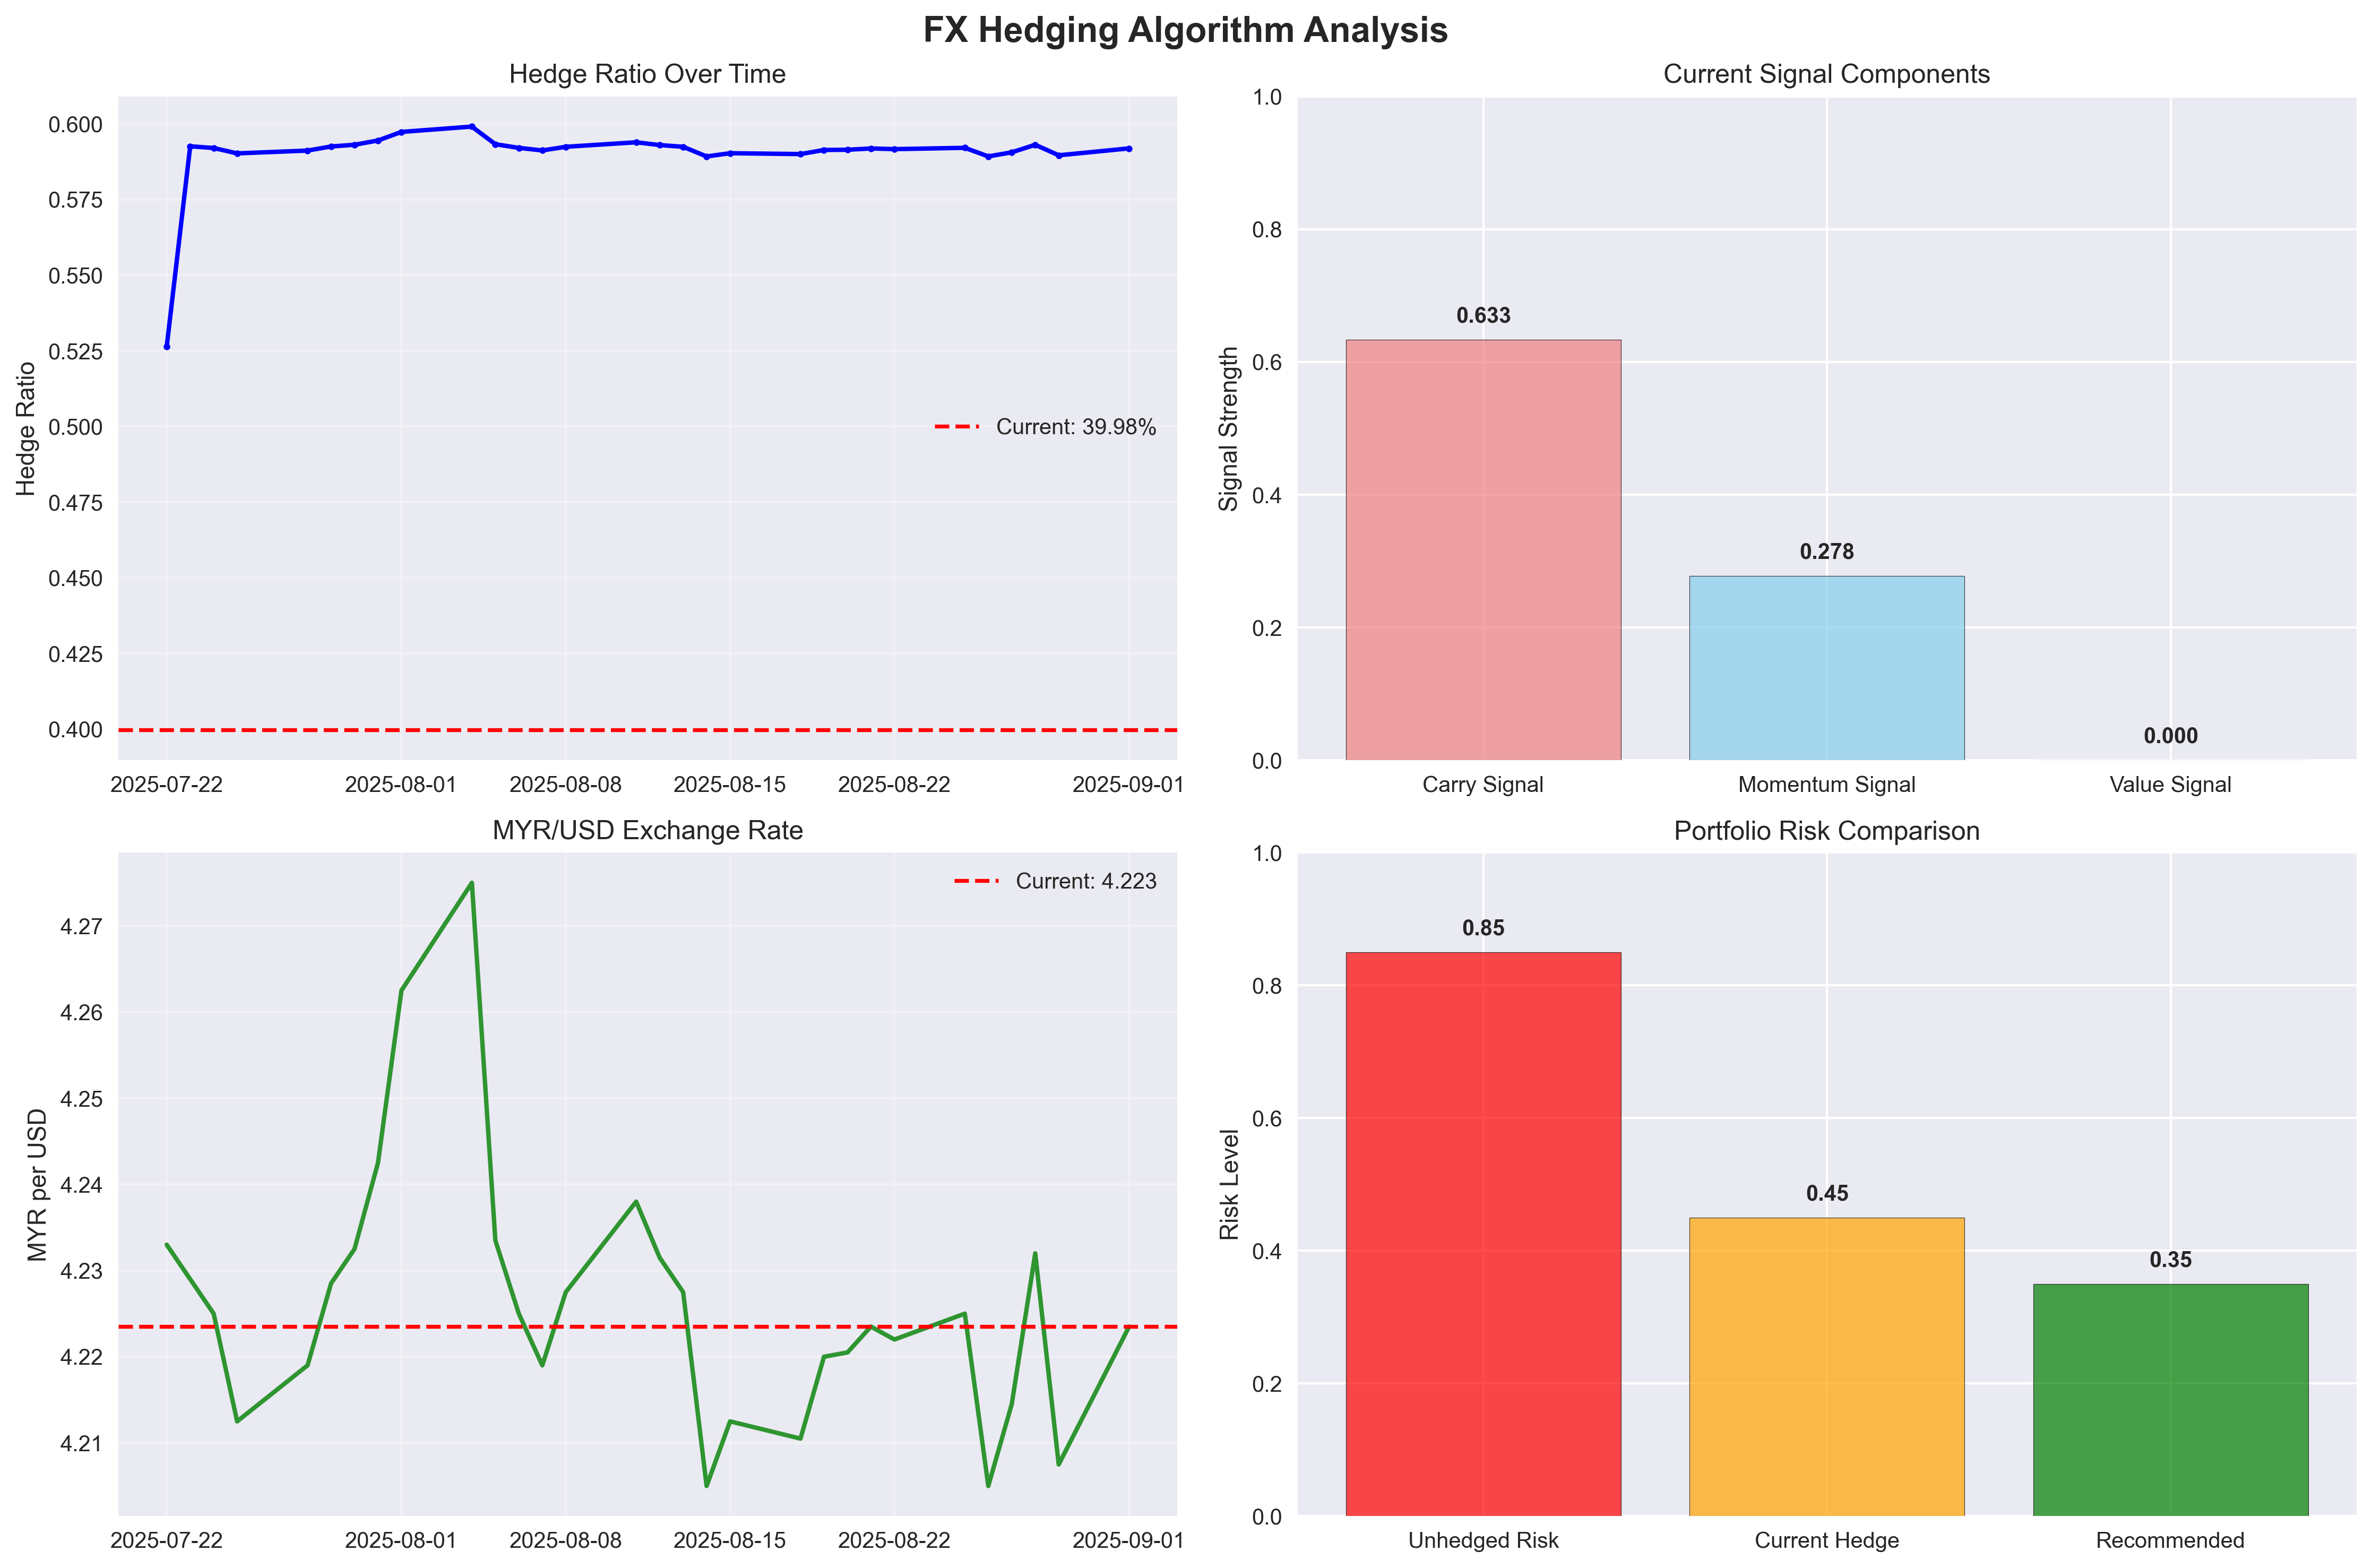 FX Hedging Algorithm Analysis
Hedge Ratio Over Time
Hedge Ratio
0.600
0.575
0.550
0.525
0.500
0.475
0.450
0.425
0.400
Current: 39.98%
2025-07-22
2025-08-01
2025-08-08
2025-08-15
2025-08-22
2025-09-01
Current Signal Components
Signal Strength
1.0
0.8
0.6
0.4
0.2
0.0
0.633
0.278
0.000
Carry Signal
Momentum Signal
Value Signal
MYR/USD Exchange Rate
MYR per USD
4.27
4.26
4.25
4.24
4.23
4.22
4.21
Current: 4.223
2025-07-22
2025-08-01
2025-08-08
2025-08-15
2025-08-22
2025-09-01
Portfolio Risk Comparison
Risk Level
1.0
0.8
0.6
0.4
0.2
0.0
0.85
0.45
0.35
Unhedged Risk
Current Hedge
Recommended